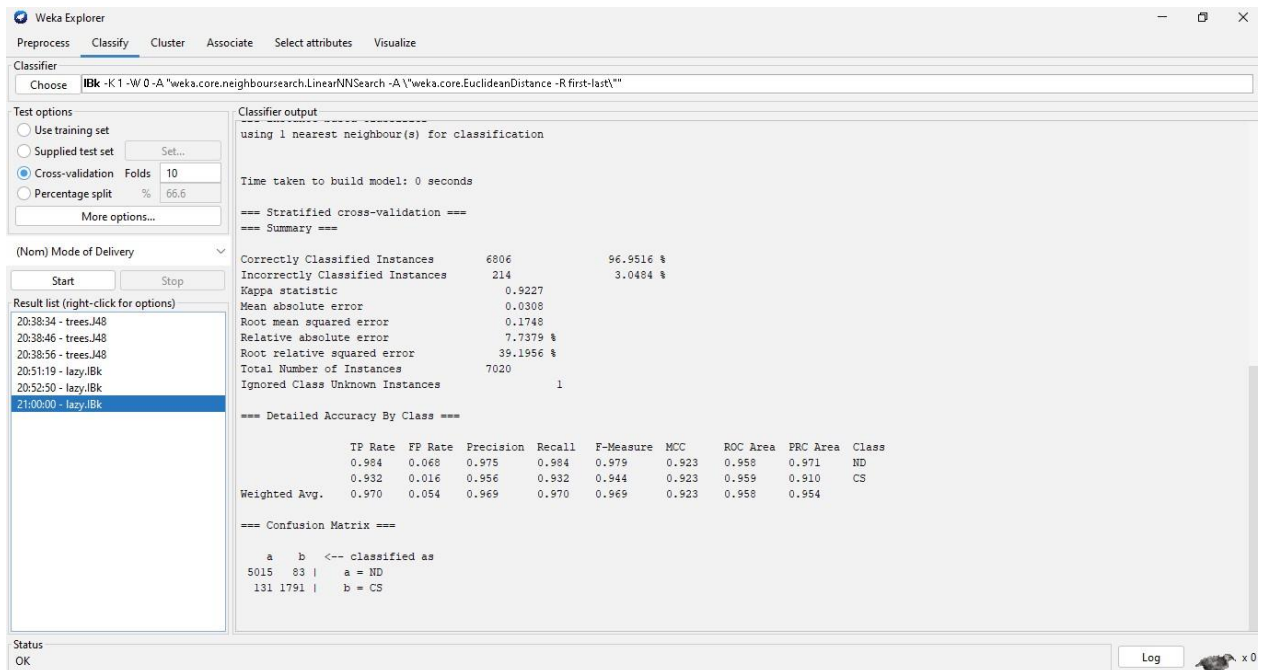 Weka Explorer
Preprocess Classify Cluster Associate Select attributes Visualize
Classifier
Choose IBk -K 1 -W 0 -A "weka.core.neighboursearch.LinearNNSearch -A \"weka.core.EuclideanDistance -R first-last\""
Test options
Use training set
Supplied test set Set...
Cross-validation Folds 10
Percentage split % 66.6
More options...
(Nom) Mode of Delivery
Start Stop
Result list (right-click for options)
20:38:34 - trees.J48
20:38:46 - trees.J48
20:38:56 - trees.J48
20:51:19 - lazy.IBk
20:52:50 - lazy.IBk
21:00:00 - lazy.IBk
Classifier output
using 1 nearest neighbour(s) for classification
Time taken to build model: 0 seconds
=== Stratified cross-validation ===
=== Summary ===
Correctly Classified Instances 6806 96.9516 %
Incorrectly Classified Instances 214 3.0484 %
Kappa statistic 0.9227
Mean absolute error 0.0308
Root mean squared error 0.1748
Relative absolute error 7.7379 %
Root relative squared error 39.1956 %
Total Number of Instances 7020
Ignored Class Unknown Instances 1
=== Detailed Accuracy By Class ===
TP Rate FP Rate Precision Recall F-Measure MCC ROC Area PRC Area Class
0.984 0.068 0.975 0.984 0.979 0.923 0.958 0.971 ND
0.932 0.016 0.956 0.932 0.944 0.923 0.959 0.910 CS
Weighted Avg. 0.970 0.054 0.969 0.970 0.969 0.923 0.958 0.954
=== Confusion Matrix ===
a b <-- classified as
5015 83 | a = ND
131 1791 | b = CS
Status
OK
Log x 0